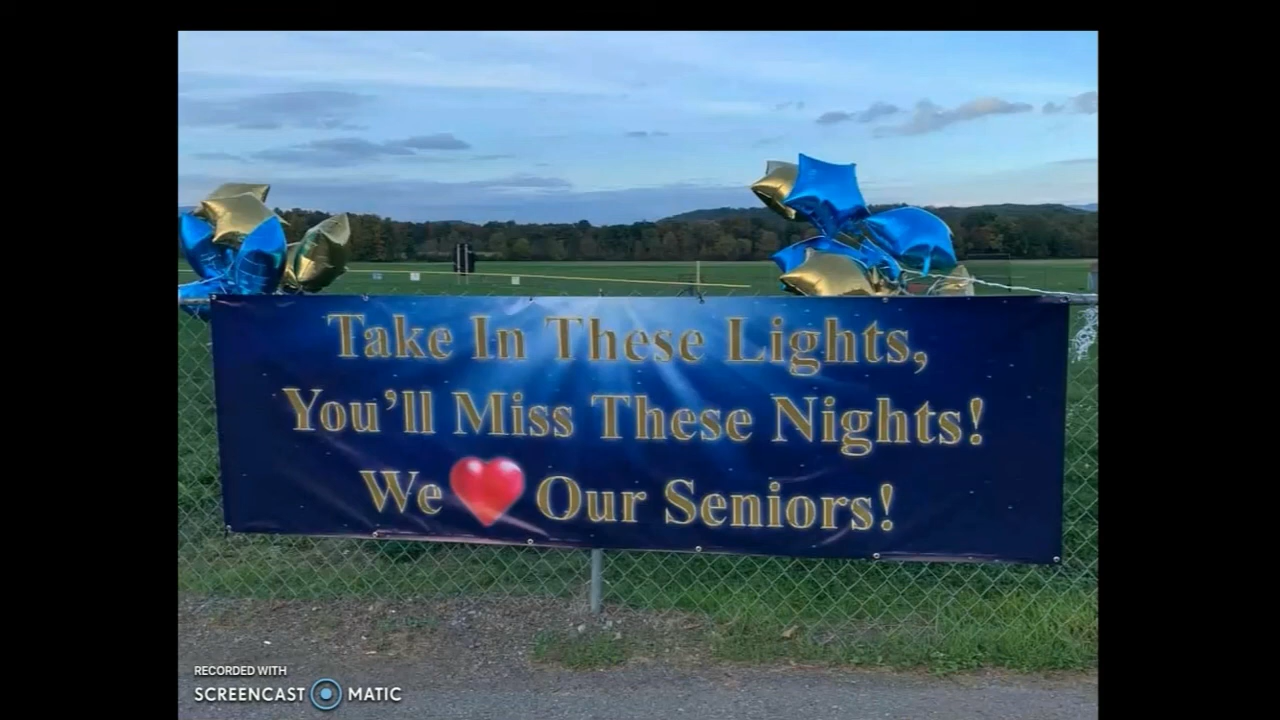 Take In These Lights,
You'll Miss These Nights!
We ❤ Our Seniors!
RECORDED WITH
SCREENCAST MATIC